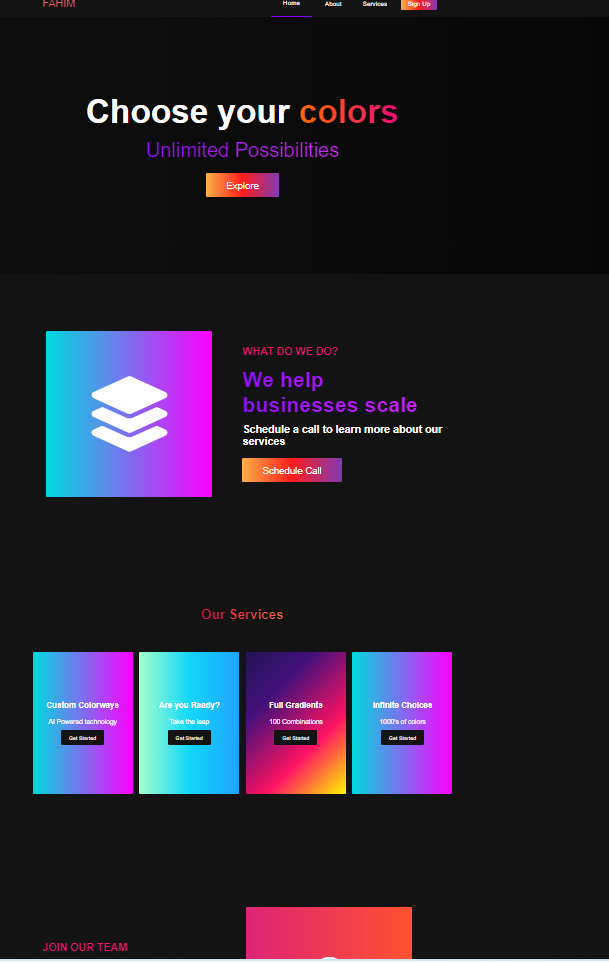 FAHIM
Home About Services Sign Up
Choose your colors
Unlimited Possibilities
Explore
WHAT DO WE DO?
We help
businesses scale
Schedule a call to learn more about our
services
Schedule Call
Our Services
Custom Colorways
AI Powered technology
Get Started
Are you Ready?
Take the leap
Get Started
Full Gradients
100 Combinations
Get Started
Infinite Choices
1000's of colors
Get Started
JOIN OUR TEAM